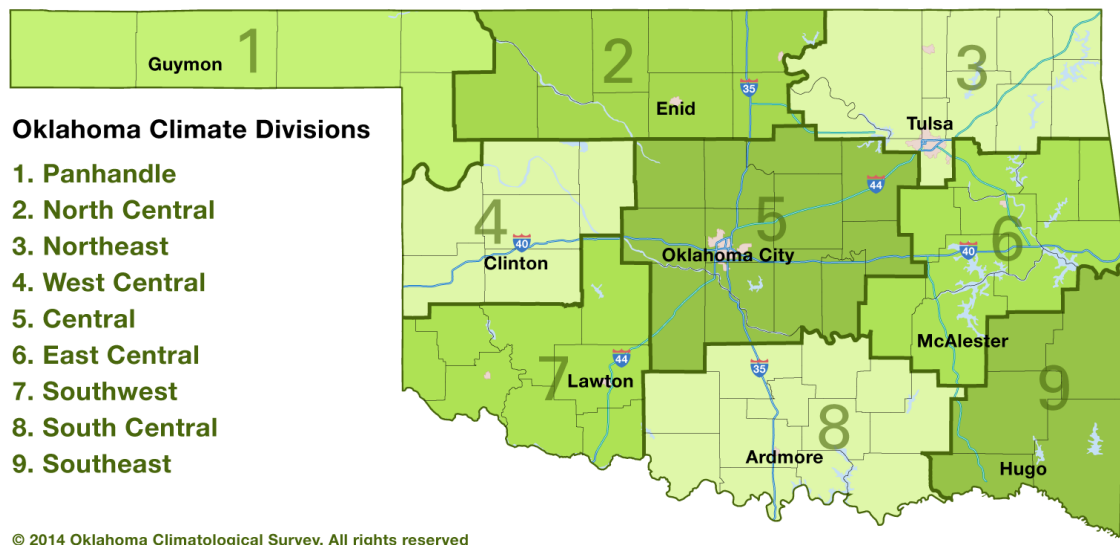 1
Guymon
2
35
Enid
3
Tulsa
Oklahoma Climate Divisions
1. Panhandle
2. North Central
3. Northeast
4. West Central
5. Central
6. East Central
7. Southwest
8. South Central
9. Southeast
44
4
40
Clinton
5
Oklahoma City
6
40
McAlester
7
44
Lawton
35
8
Ardmore
9
Hugo
© 2014 Oklahoma Climatological Survey. All rights reserved